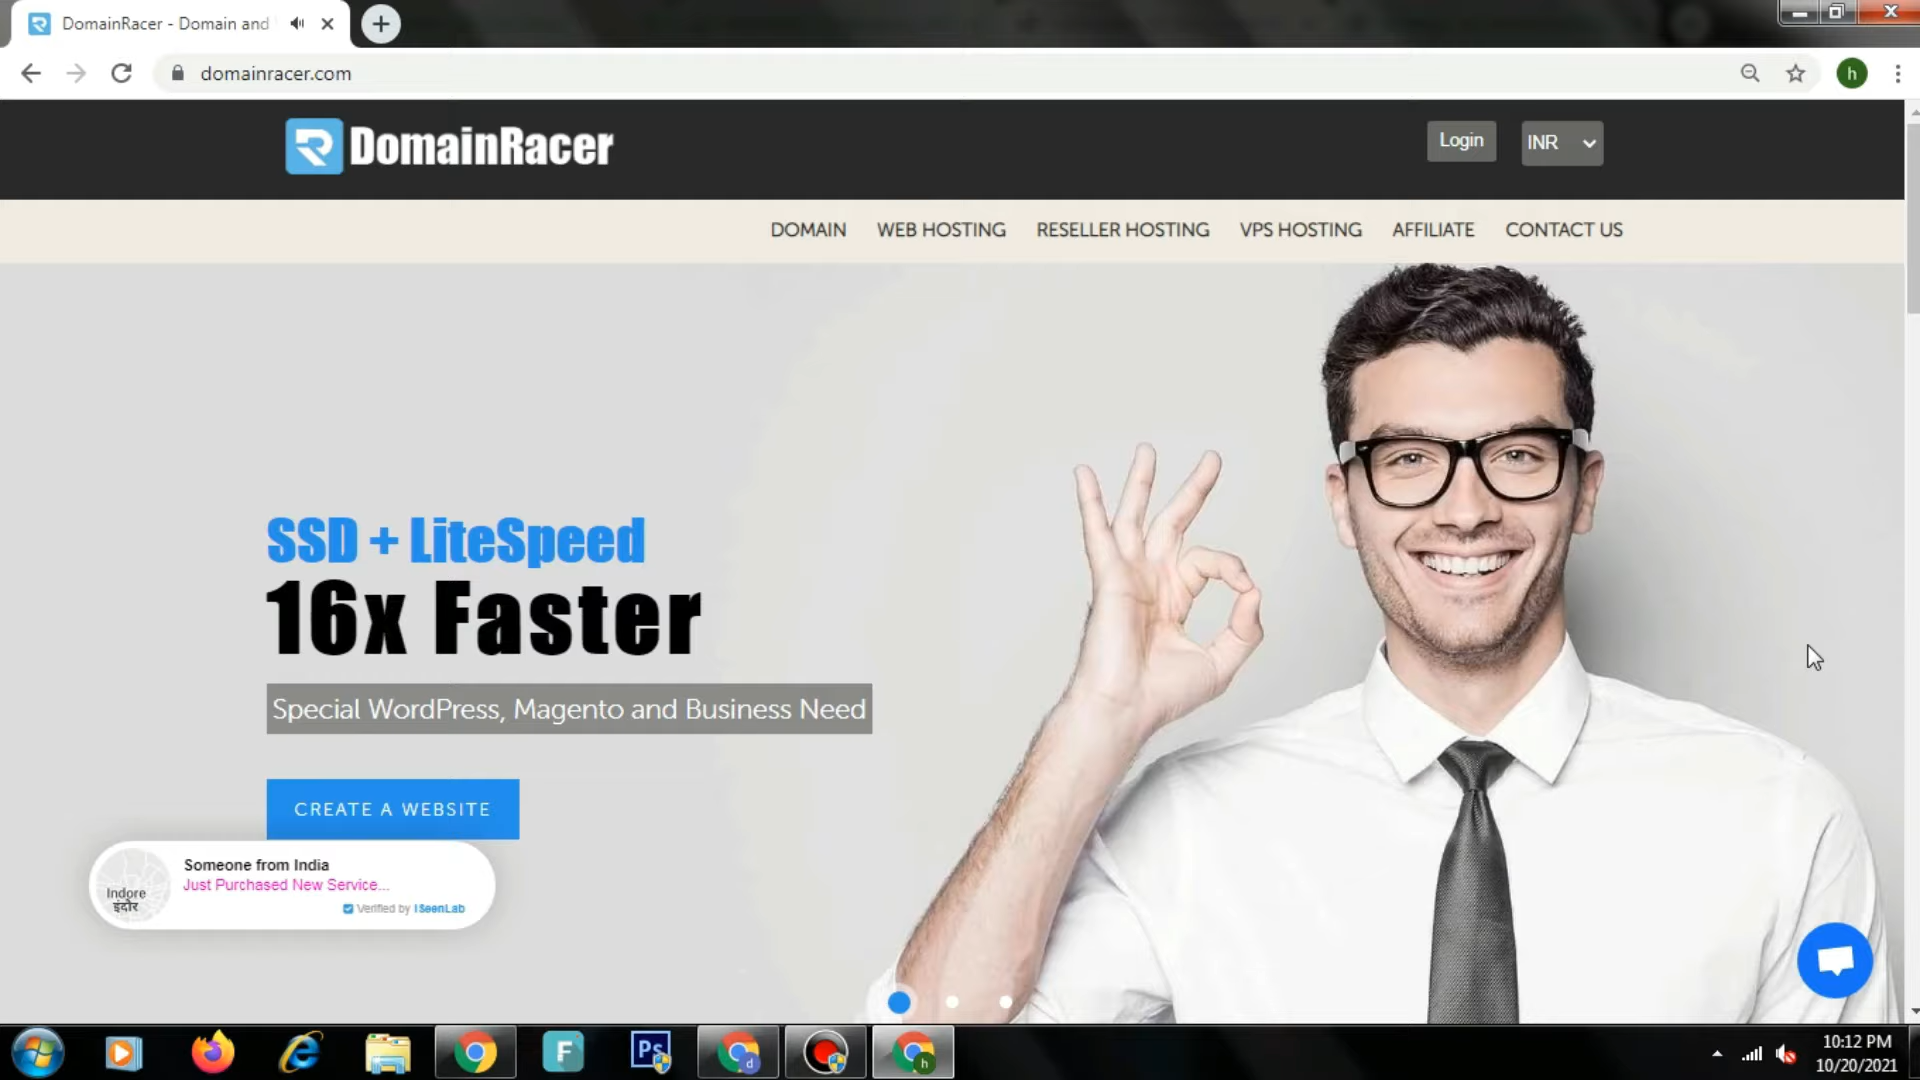 DomainRacer - Domain and
domainracer.com
h
DomainRacer
Login
INR
DOMAIN
WEB HOSTING
RESELLER HOSTING
VPS HOSTING
AFFILIATE
CONTACT US
SSD + LiteSpeed
16x Faster
Special WordPress, Magento and Business Need
CREATE A WEBSITE
Someone from India
Just Purchased New Service...
Verified by ISeenLab
Indore
इंदौर
F
Ps
d
h
10:12 PM
10/20/2021